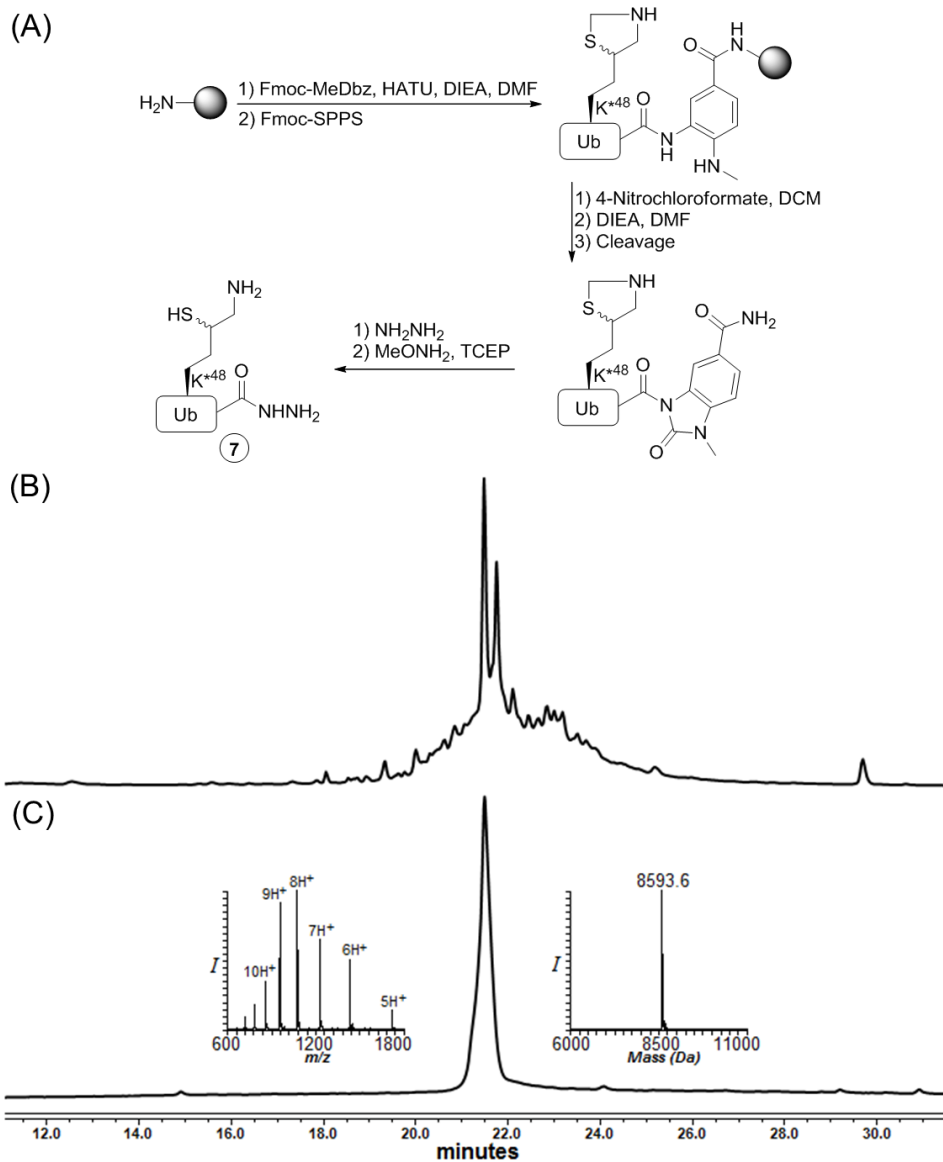 (A)
H₂N
1) Fmoc-MeDbz, HATU, DIEA, DMF
2) Fmoc-SPPS
NH
S
K*⁴⁸
Ub
O
N
H
O
H
N
NH
1) 4-Nitrochloroformate, DCM
2) DIEA, DMF
3) Cleavage
NH₂
HS
K*⁴⁸
Ub
O
NHNH₂
7
1) NH₂NH₂
2) MeONH₂, TCEP
NH
S
K*⁴⁸
Ub
O
N
O
N
O
NH₂
(B)
(C)
10H⁺
9H⁺
8H⁺
7H⁺
6H⁺
5H⁺
I
600
1200
1800
m/z
8593.6
I
6000
8500
11000
Mass (Da)
12.0
14.0
16.0
18.0
20.0
22.0
24.0
26.0
28.0
30.0
minutes